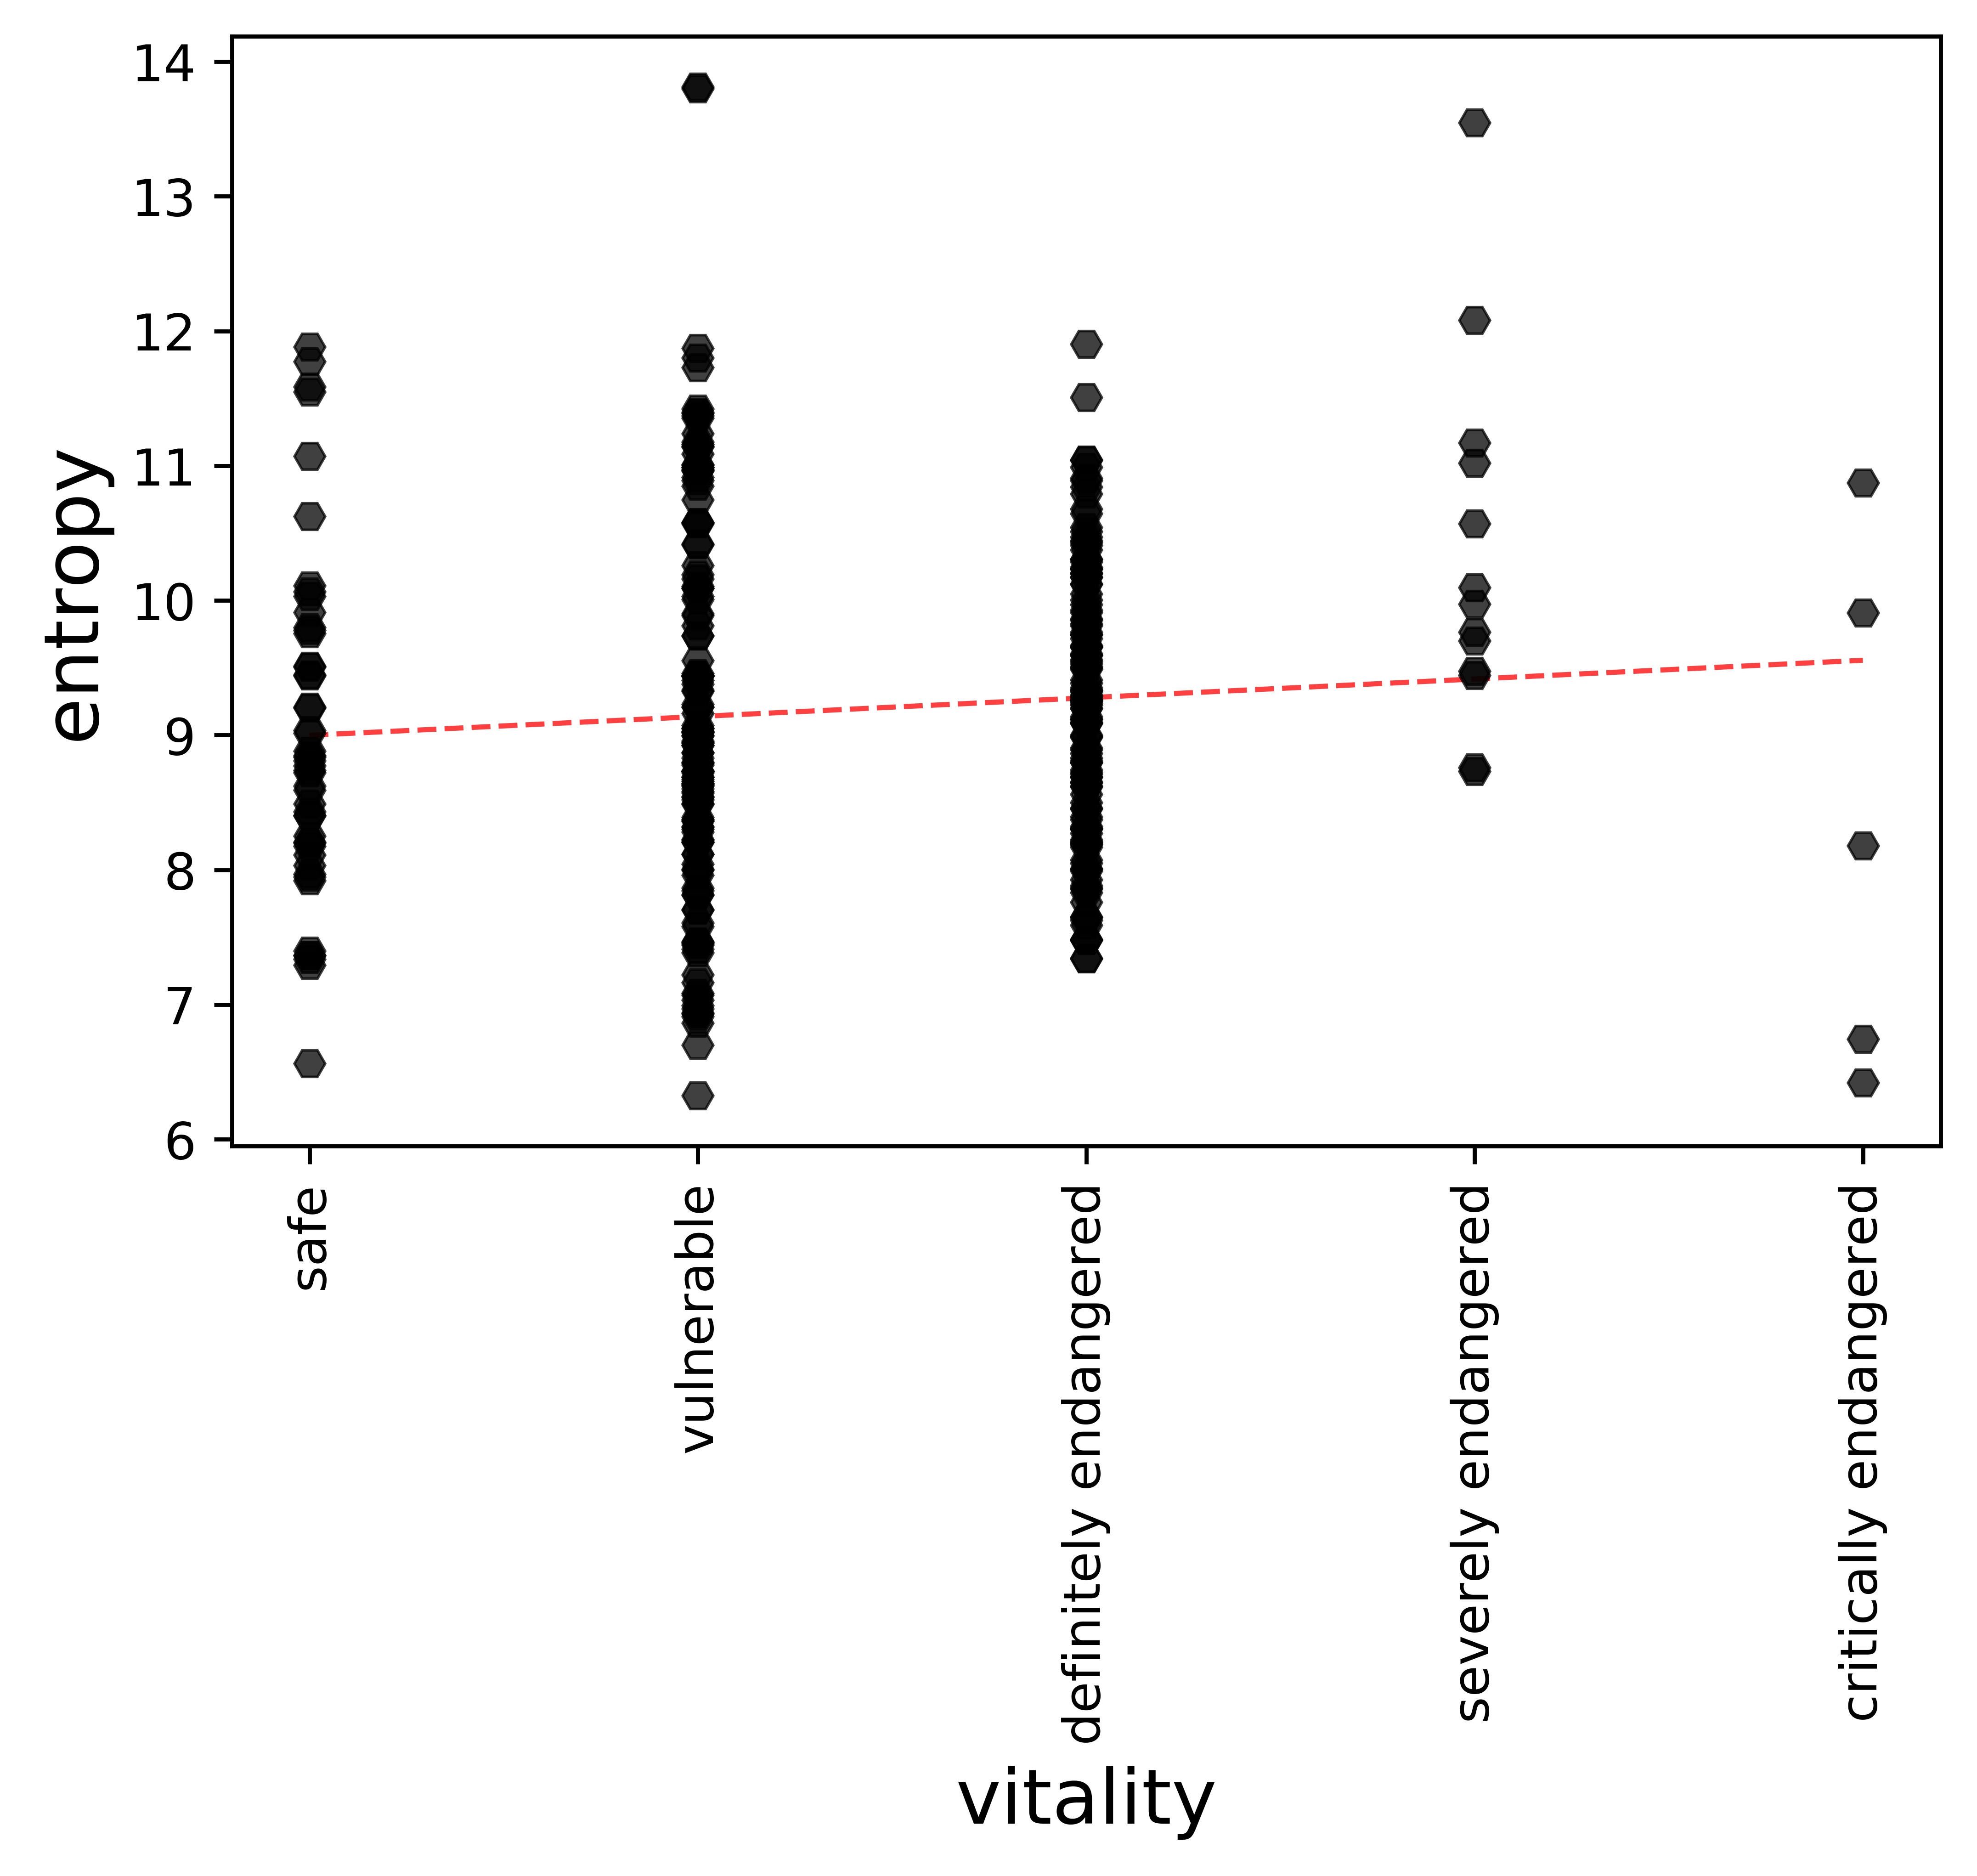 14
13
12
11
10
9
8
7
6
entropy
safe
vulnerable
definitely endangered
severely endangered
critically endangered
vitality